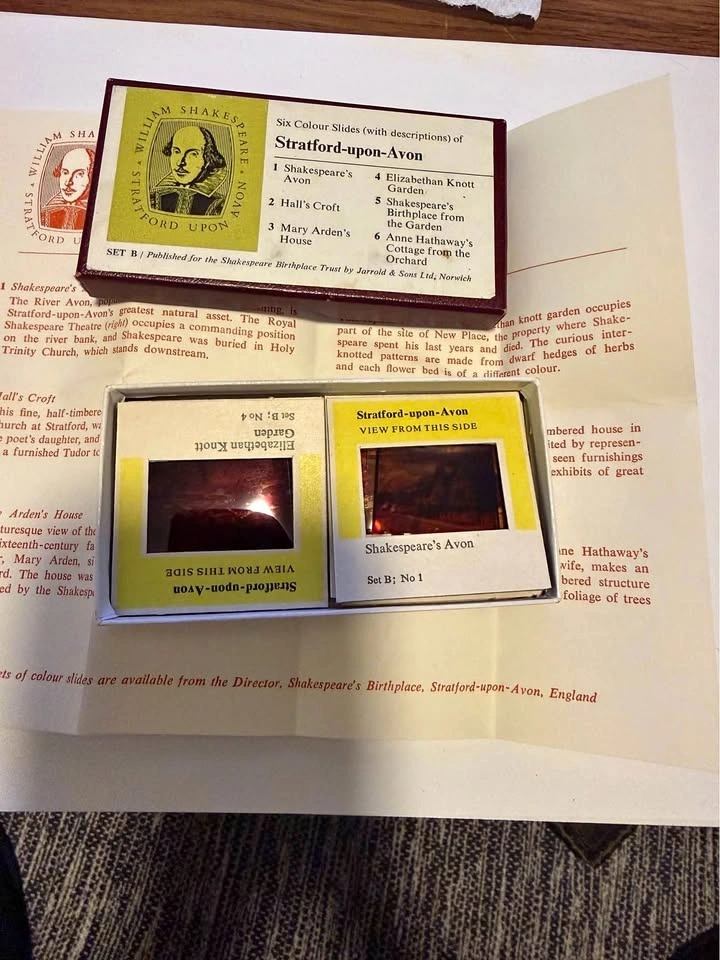 WILLIAM SHAKESPEARE
STRATFORD UPON AVON
Six Colour Slides (with descriptions) of
Stratford-upon-Avon
1 Shakespeare's
Avon
2 Hall's Croft
3 Mary Arden's
House
4 Elizabethan Knott
Garden
5 Shakespeare's
Birthplace from
the Garden
6 Anne Hathaway's
Cottage from the
Orchard
SET B / Published for the Shakespeare Birthplace Trust by Jarrold & Sons Ltd, Norwich
WILLIAM SHA
STRATFORD U
1 Shakespeare's
The River Avon,
is
Stratford-upon-Avon's greatest natural asset. The Royal
Shakespeare Theatre (right) occupies a commanding position
on the river bank, and Shakespeare was buried in Holy
Trinity Church, which stands downstream.
Hall's Croft
his fine, half-timbere
hurch at Stratford, wa
e poet's daughter, and
a furnished Tudor to
Arden's House
turesque view of the
ixteenth-century fa
, Mary Arden, si
rd. The house was
ed by the Shakesp
than knott garden occupies
part of the site of New Place, the property where Shake-
speare spent his last years and died. The curious inter-
knotted patterns are made from dwarf hedges of herbs
and each flower bed is of a different colour.
mbered house in
ited by represen-
seen furnishings
exhibits of great
ne Hathaway's
wife, makes an
bered structure
foliage of trees
ets of colour slides are available from the Director, Shakespeare's Birthplace, Stratford-upon-Avon, England
Stratford-upon-Avon
VIEW FROM THIS SIDE
Elizabethan Knott
Garden
Set B; No 4
Stratford-upon-Avon
VIEW FROM THIS SIDE
Shakespeare's Avon
Set B; No 1